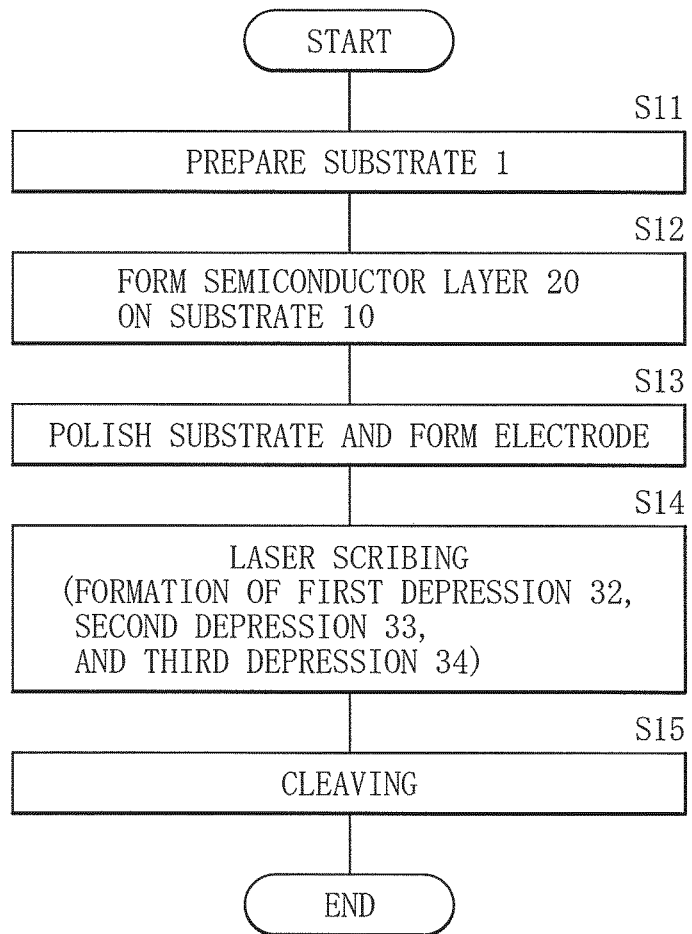 START
S11
PREPARE SUBSTRATE 1
S12
FORM SEMICONDUCTOR LAYER 20
ON SUBSTRATE 10
S13
POLISH SUBSTRATE AND FORM ELECTRODE
S14
LASER SCRIBING
(FORMATION OF FIRST DEPRESSION 32,
SECOND DEPRESSION 33,
AND THIRD DEPRESSION 34)
S15
CLEAVING
END